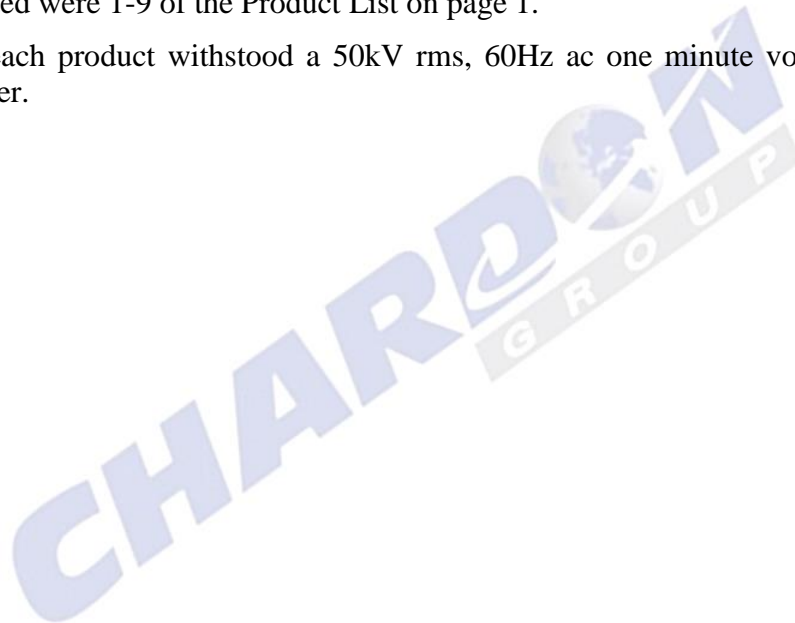 ed were 1-9 of the Product List on page 1.
ach product withstood a 50kV rms, 60Hz ac one minute vo
er.
CHARDON
GROUP